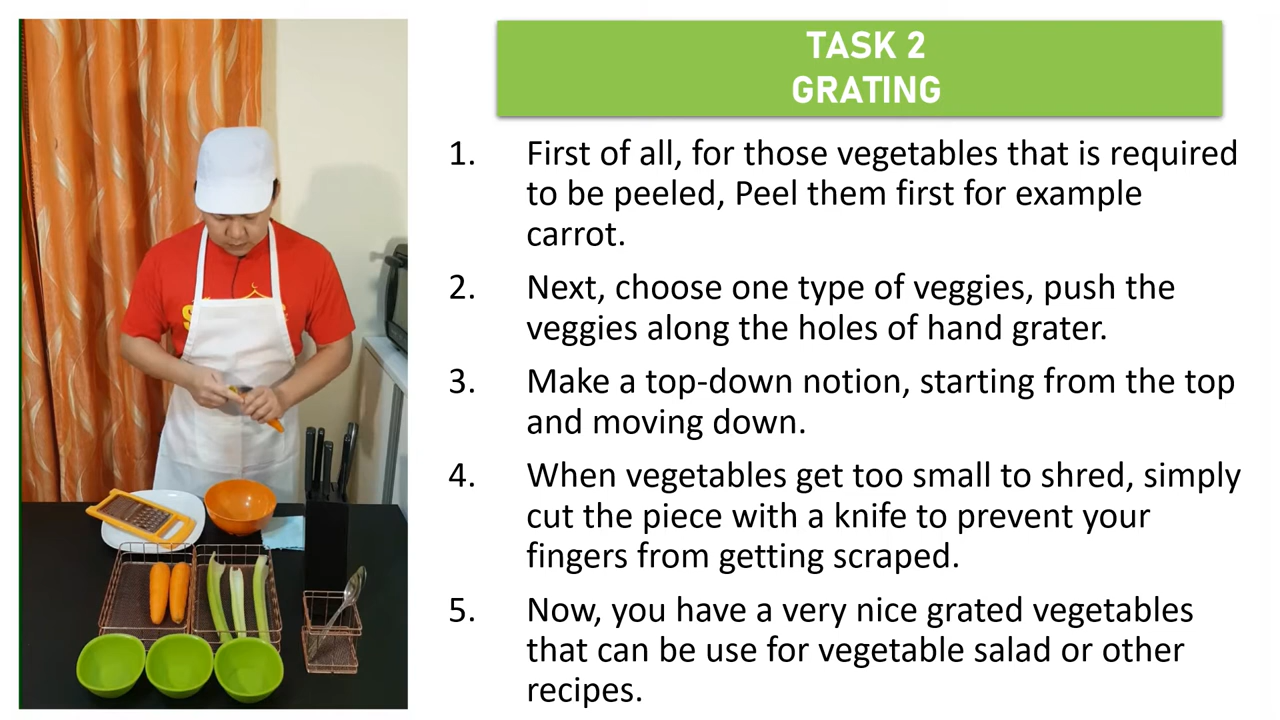 TASK 2
GRATING
1. First of all, for those vegetables that is required
to be peeled, Peel them first for example
carrot.
2. Next, choose one type of veggies, push the
veggies along the holes of hand grater.
3. Make a top-down notion, starting from the top
and moving down.
4. When vegetables get too small to shred, simply
cut the piece with a knife to prevent your
fingers from getting scraped.
5. Now, you have a very nice grated vegetables
that can be use for vegetable salad or other
recipes.